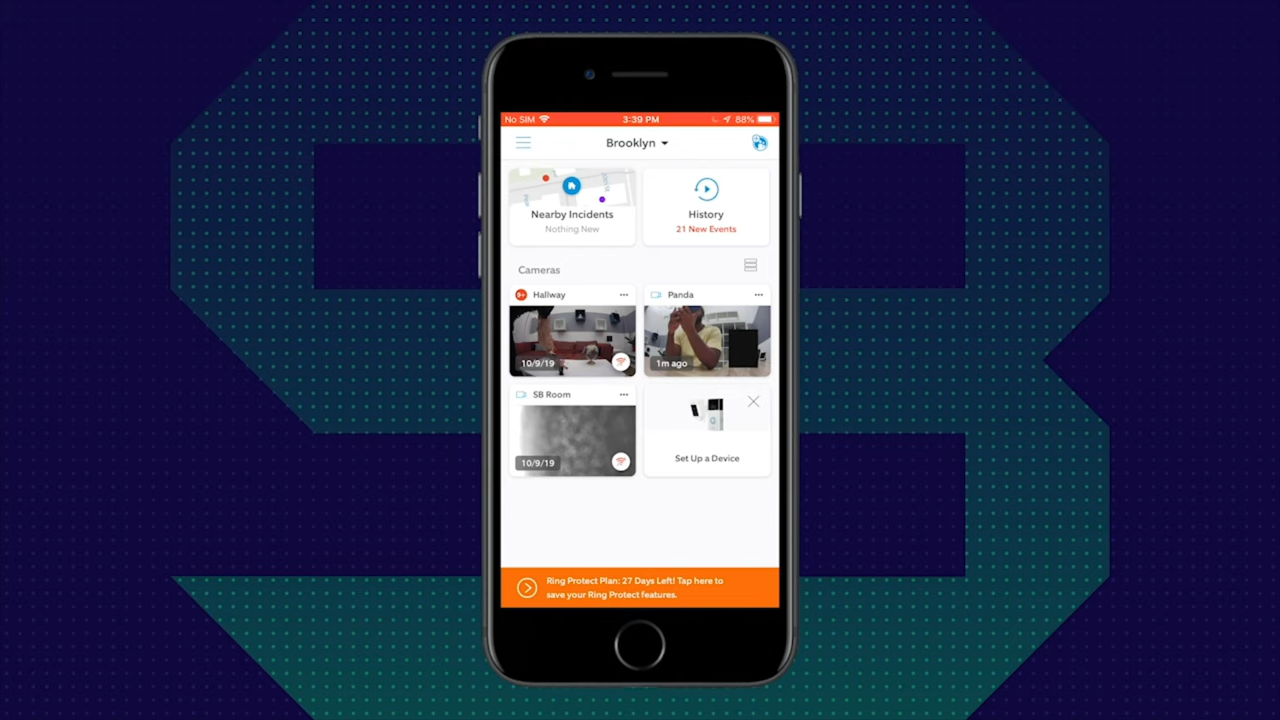 No SIM 3:39 PM 88%
Brooklyn
Nearby Incidents
Nothing New
History
21 New Events
Cameras
9+ Hallway
10/9/19
Panda
1m ago
SB Room
10/9/19
Set Up a Device
Ring Protect Plan: 27 Days Left! Tap here to
save your Ring Protect features.